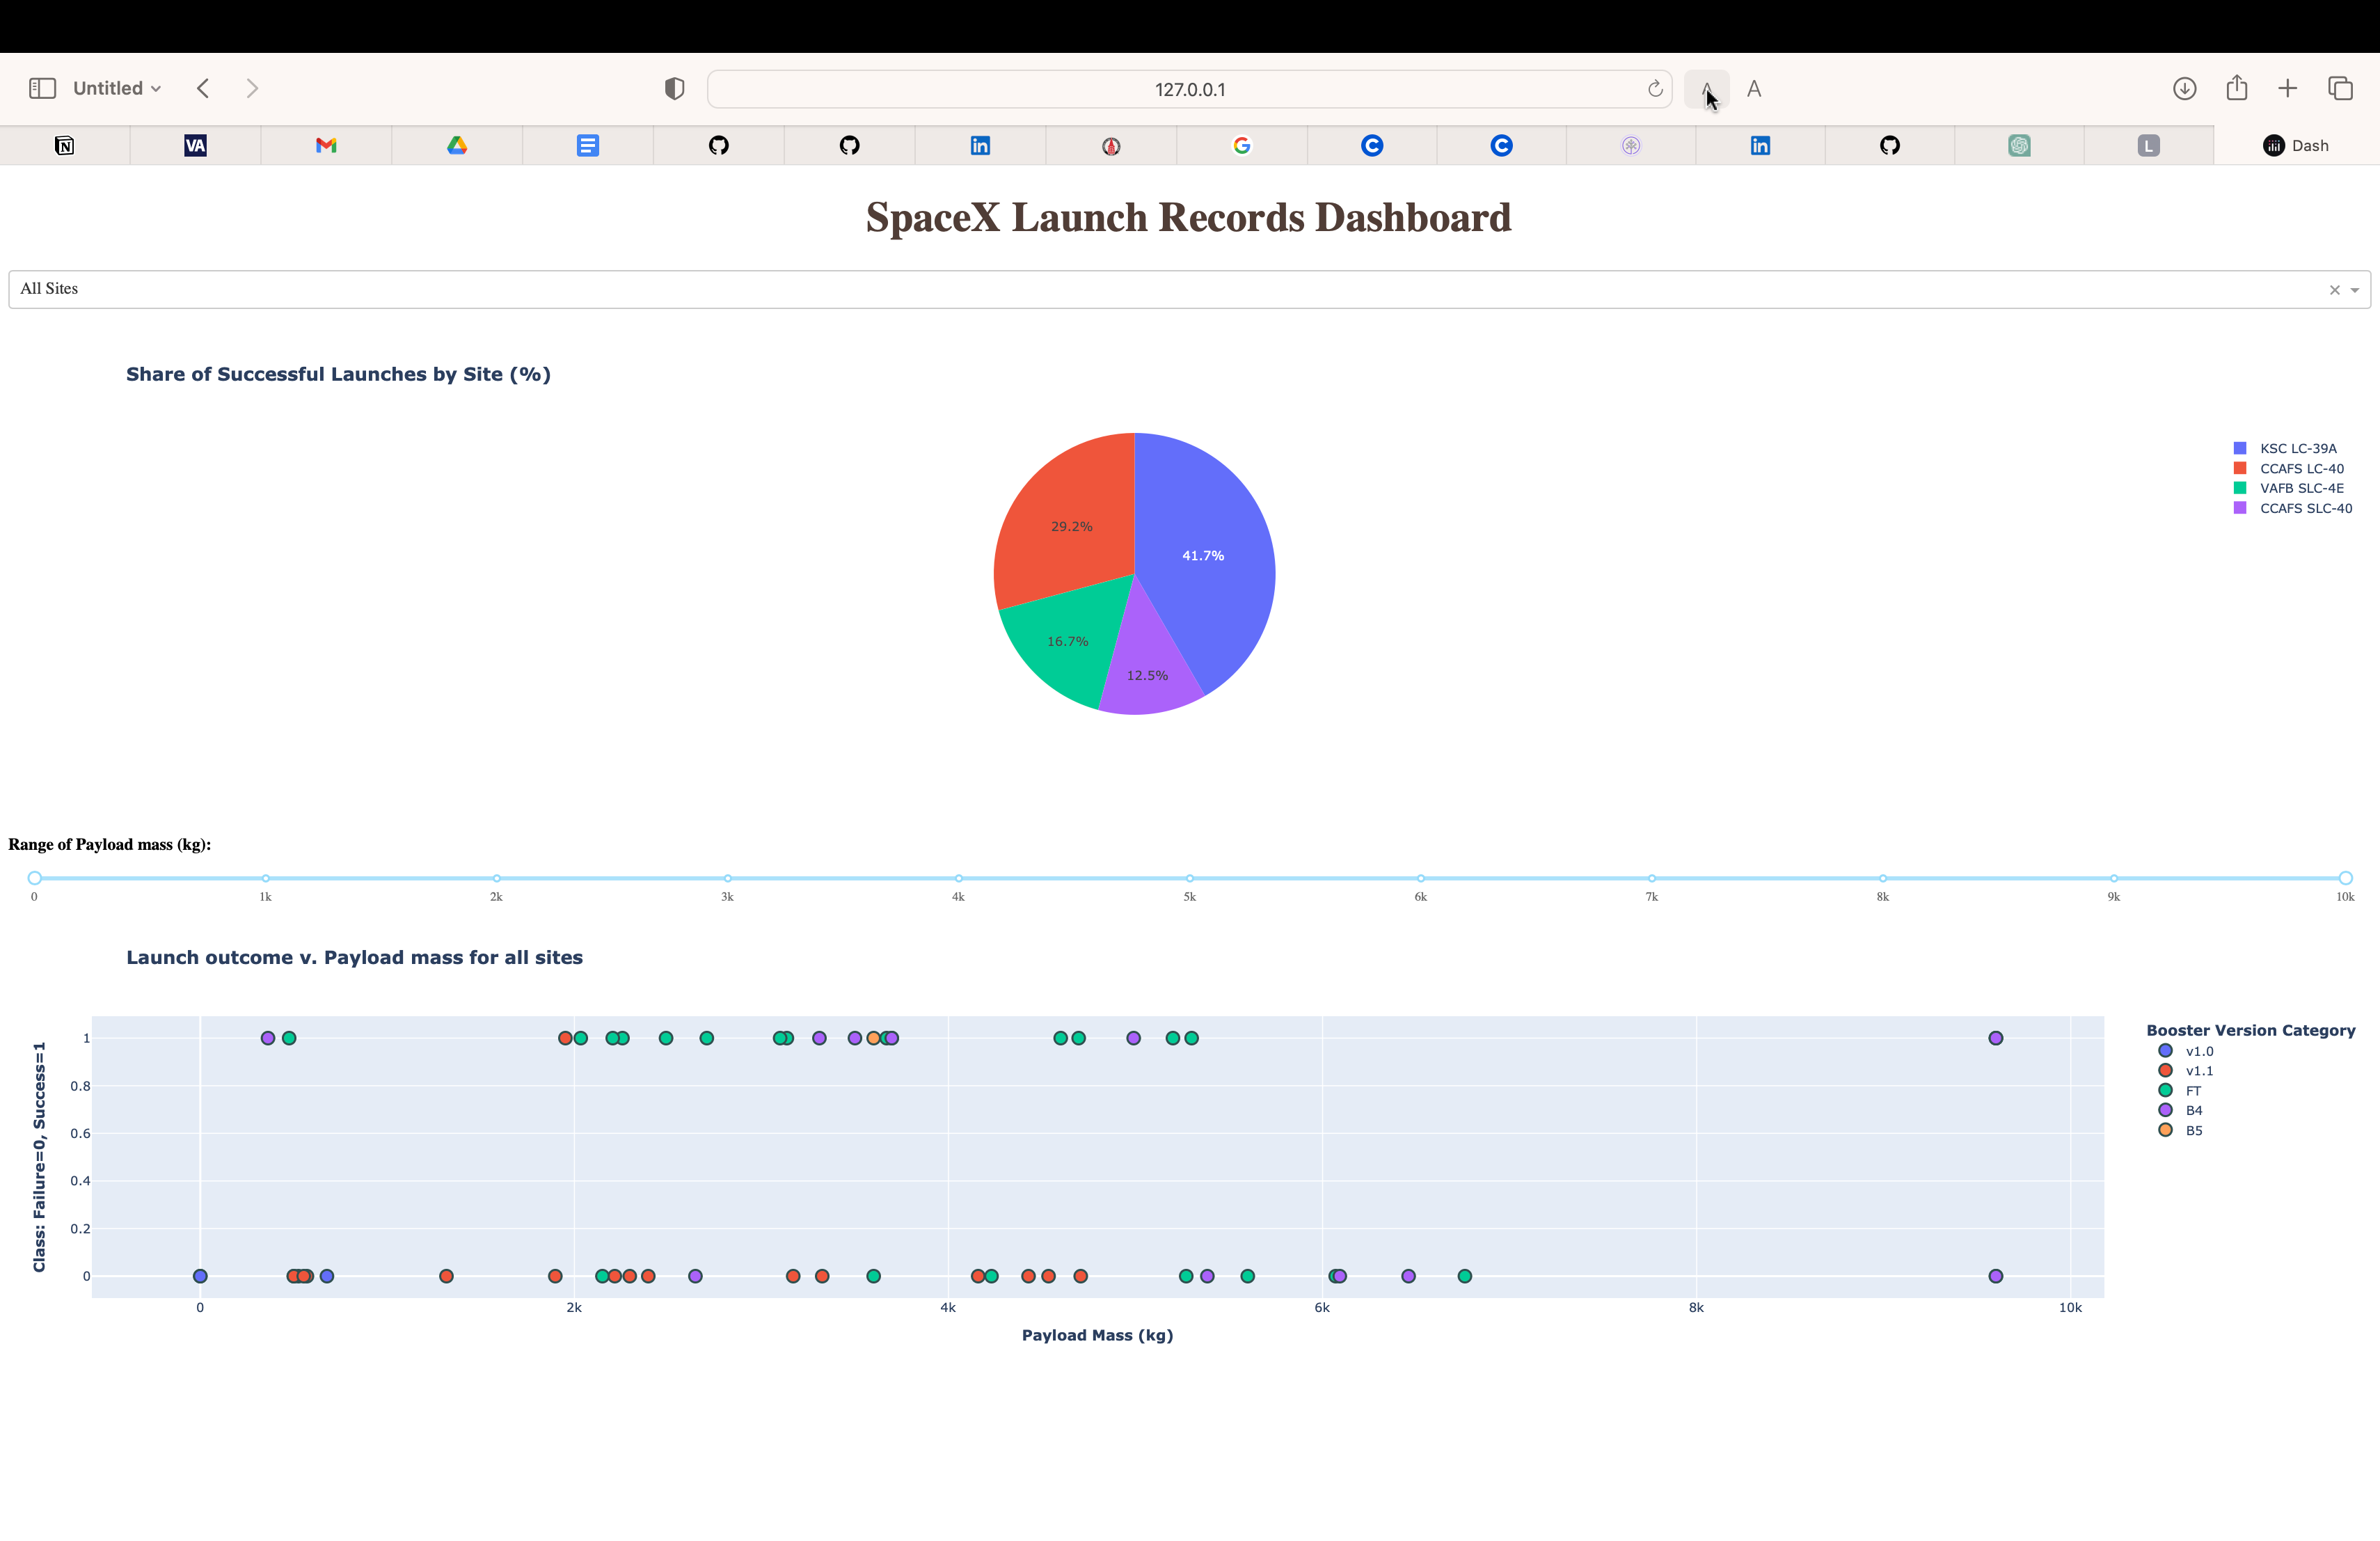 Untitled
127.0.0.1
A
A
N
VA
in
G
C
C
in
L
Dash
SpaceX Launch Records Dashboard
All Sites
Share of Successful Launches by Site (%)
KSC LC-39A
CCAFS LC-40
VAFB SLC-4E
CCAFS SLC-40
29.2%
41.7%
16.7%
12.5%
Range of Payload mass (kg):
0 1k 2k 3k 4k 5k 6k 7k 8k 9k 10k
Launch outcome v. Payload mass for all sites
Class: Failure=0, Success=1
1
0.8
0.6
0.4
0.2
0
0 2k 4k 6k 8k 10k
Payload Mass (kg)
Booster Version Category
v1.0
v1.1
FT
B4
B5